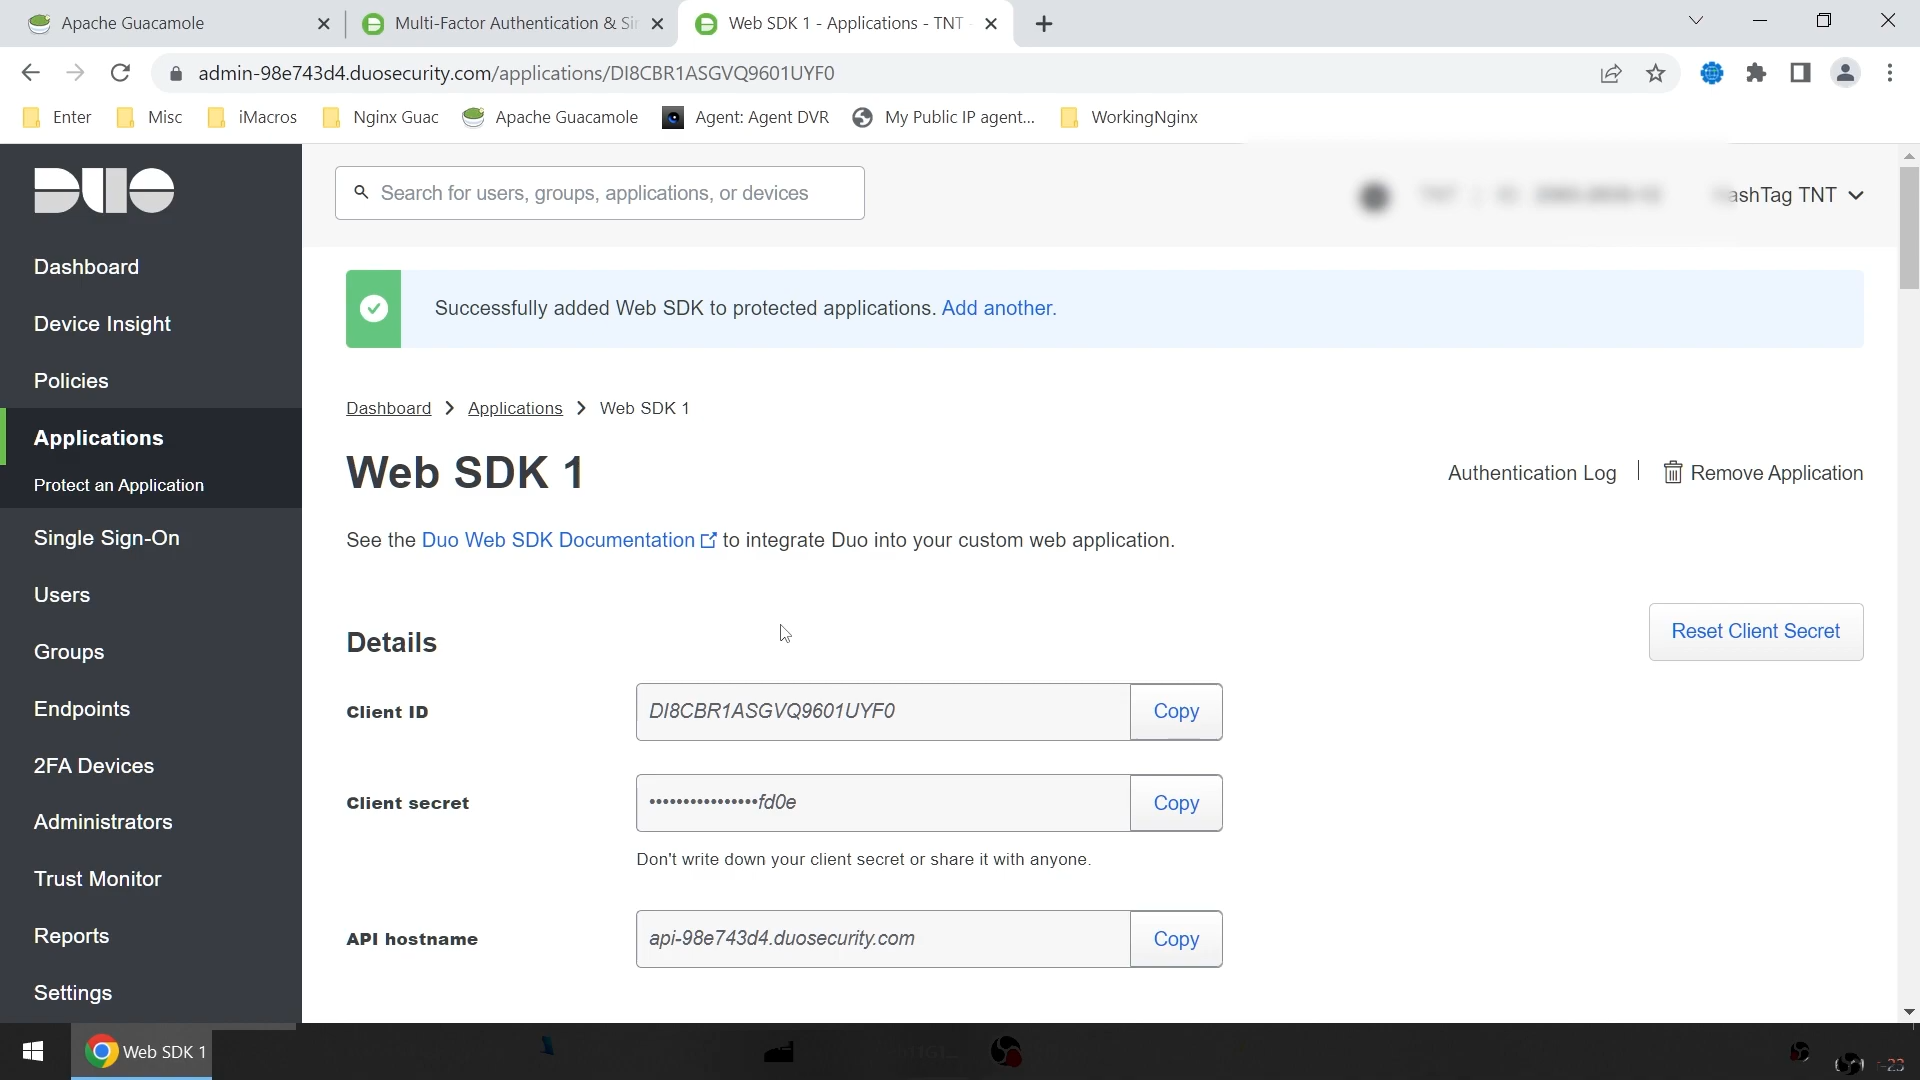 Apache Guacamole
Multi-Factor Authentication & Si
Web SDK 1 - Applications - TNT
admin-98e743d4.duosecurity.com/applications/DI8CBR1ASGVQ9601UYF0
Enter
Misc
iMacros
Nginx Guac
Apache Guacamole
Agent: Agent DVR
My Public IP agent...
WorkingNginx
DUO
Search for users, groups, applications, or devices
ashTag TNT
Dashboard
Device Insight
Policies
Applications
Protect an Application
Single Sign-On
Users
Groups
Endpoints
2FA Devices
Administrators
Trust Monitor
Reports
Settings
Successfully added Web SDK to protected applications. Add another.
Dashboard > Applications > Web SDK 1
Web SDK 1
Authentication Log | Remove Application
See the Duo Web SDK Documentation to integrate Duo into your custom web application.
Details
Reset Client Secret
Client ID
DI8CBR1ASGVQ9601UYF0
Copy
Client secret
••••••••••••••••fd0e
Copy
Don't write down your client secret or share it with anyone.
API hostname
api-98e743d4.duosecurity.com
Copy
Web SDK 1